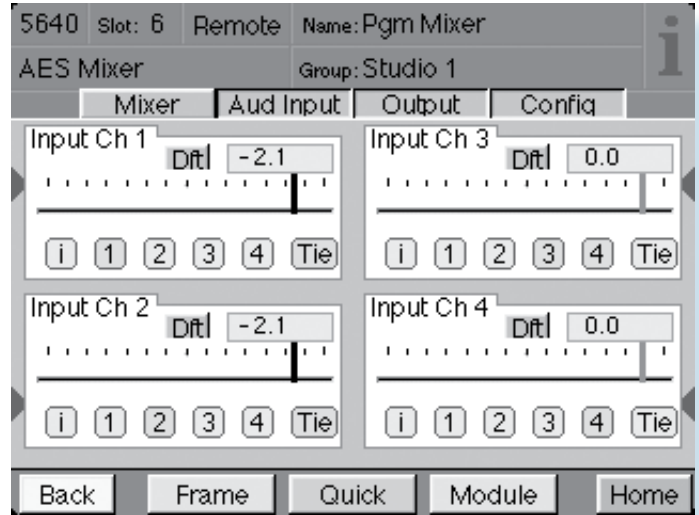 5640 Slot: 6 Remote Name: Pgm Mixer
AES Mixer Group: Studio 1
i
Mixer Aud Input Output Config
Input Ch 1
Dft -2.1
i 1 2 3 4 Tie
Input Ch 3
Dft 0.0
i 1 2 3 4 Tie
Input Ch 2
Dft -2.1
i 1 2 3 4 Tie
Input Ch 4
Dft 0.0
i 1 2 3 4 Tie
Back Frame Quick Module Home